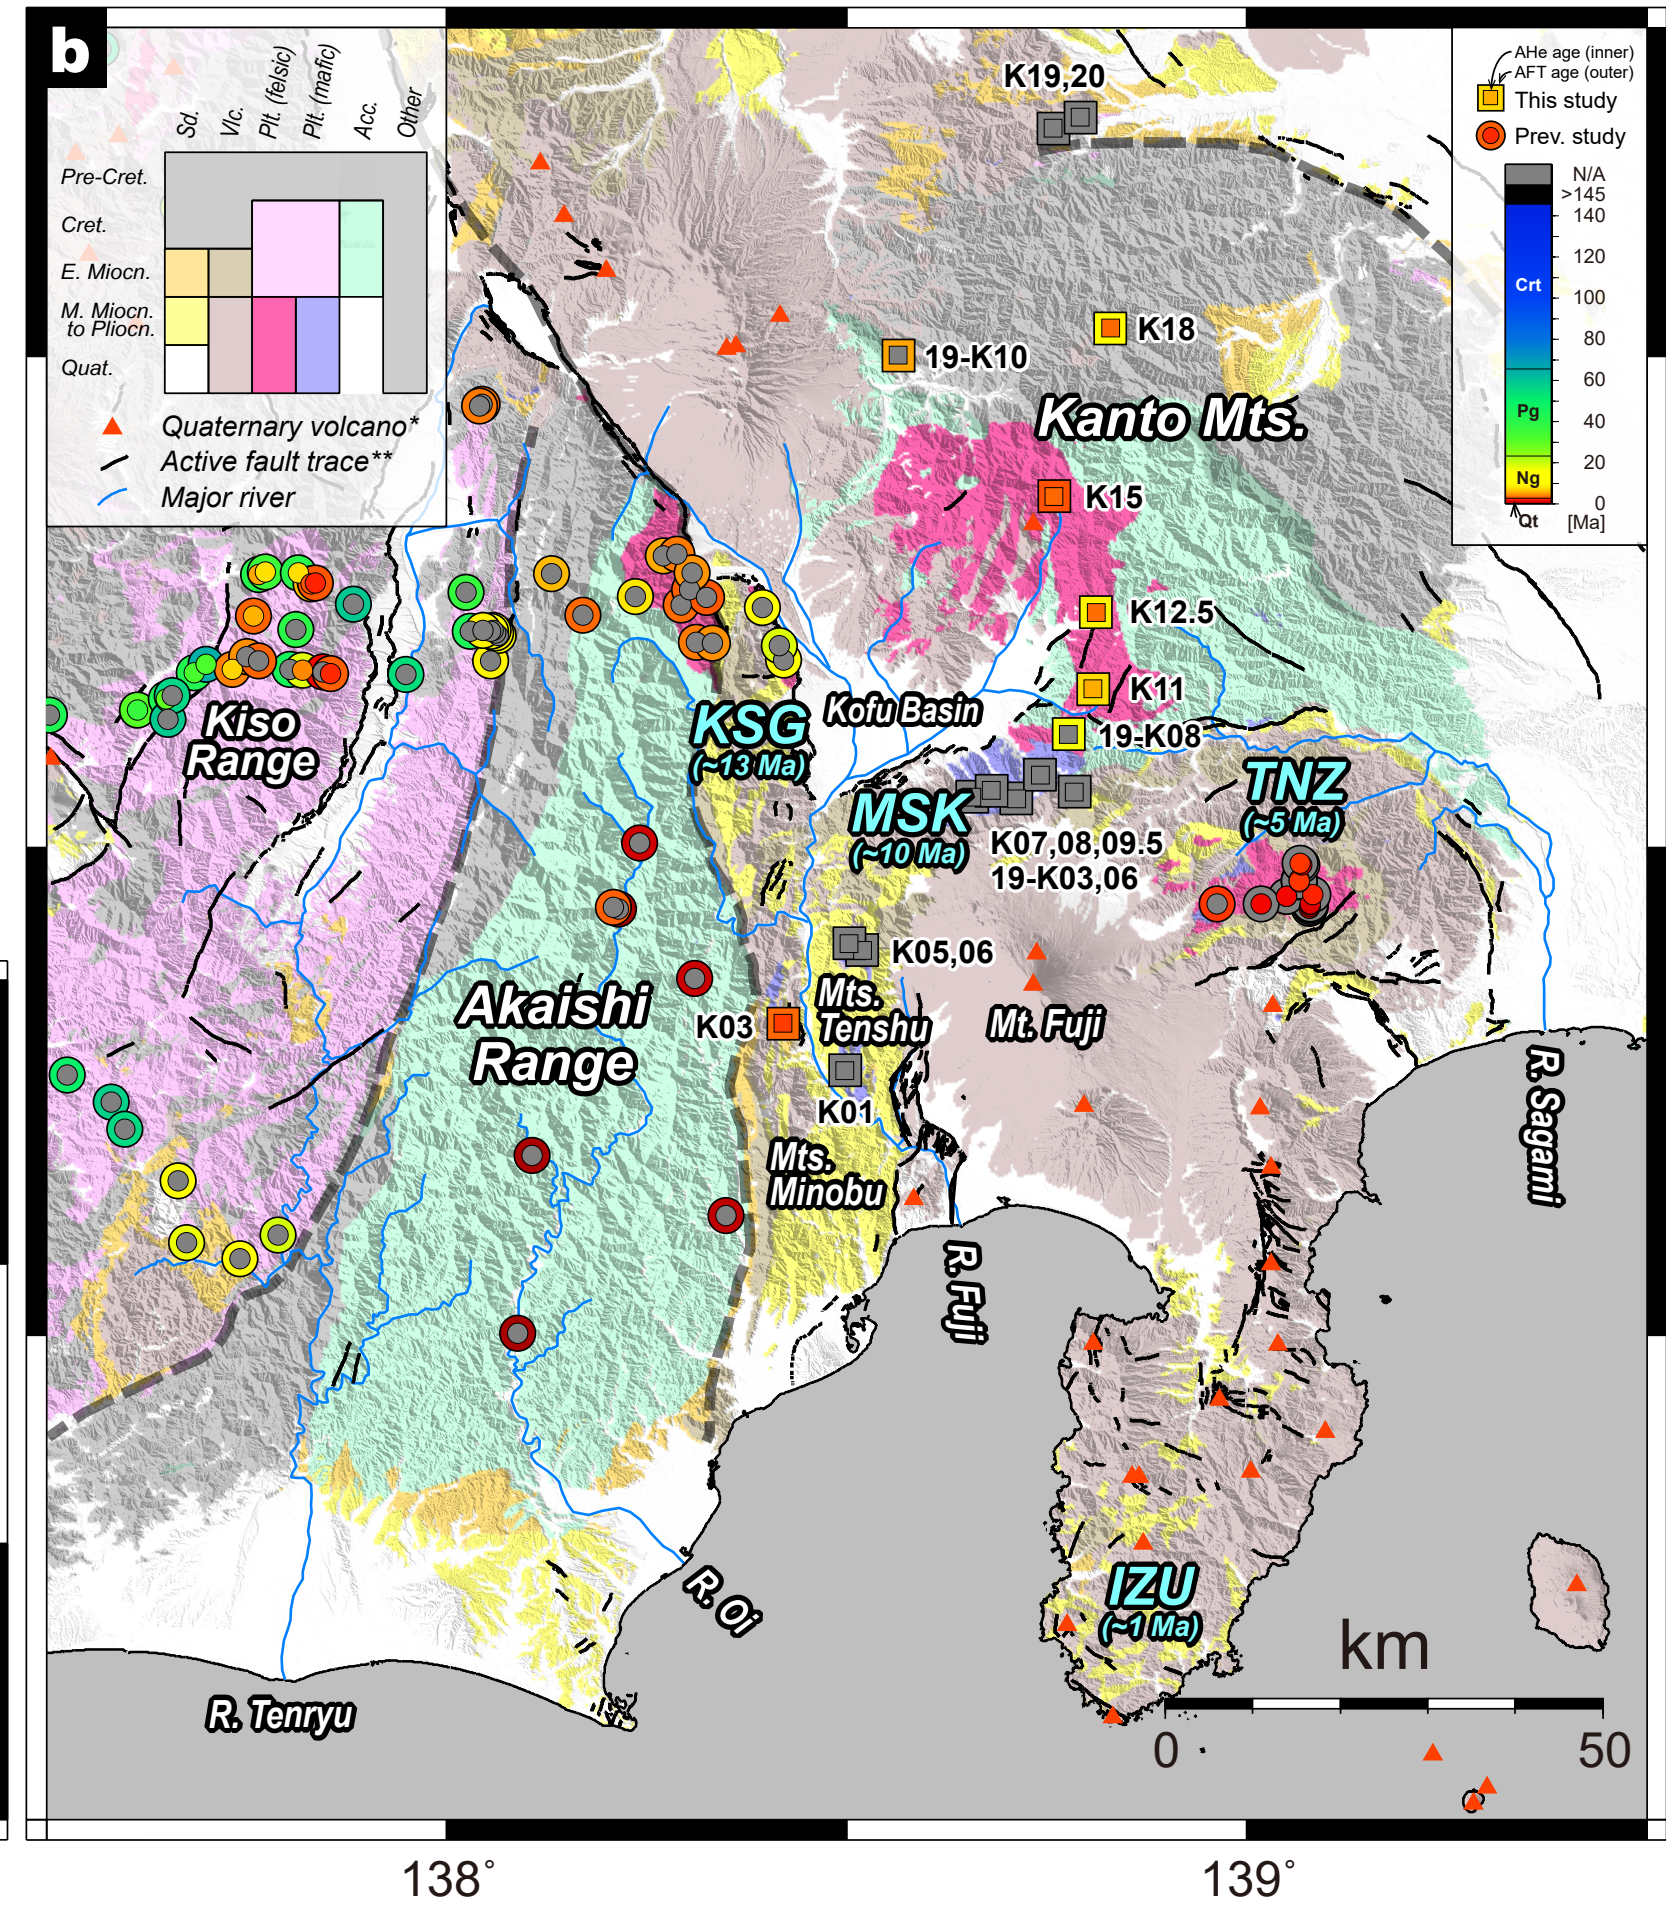 b
Sd.
Vlc.
Plt. (felsic)
Plt. (mafic)
Acc.
Other
Pre-Cret.
Cret.
E. Miocn.
M. Miocn.
to Pliocn.
Quat.
Quaternary volcano*
Active fault trace**
Major river
AHe age (inner)
AFT age (outer)
This study
Prev. study
N/A
>145
140
120
Crt
100
80
60
Pg
40
20
Ng
0
Qt
[Ma]
K19,20
K18
19-K10
Kanto Mts.
K15
K12.5
K11
19-K08
Kiso
Range
KSG
(~13 Ma)
Kofu Basin
MSK
(~10 Ma)
TNZ
(~5 Ma)
K07,08,09.5
19-K03,06
K05,06
Akaishi
Range
Mts.
Tenshu
K03
Mt. Fuji
K01
R. Sagami
Mts.
Minobu
R. Fuji
R. Oi
IZU
(~1 Ma)
km
R. Tenryu
0
50
138°
139°